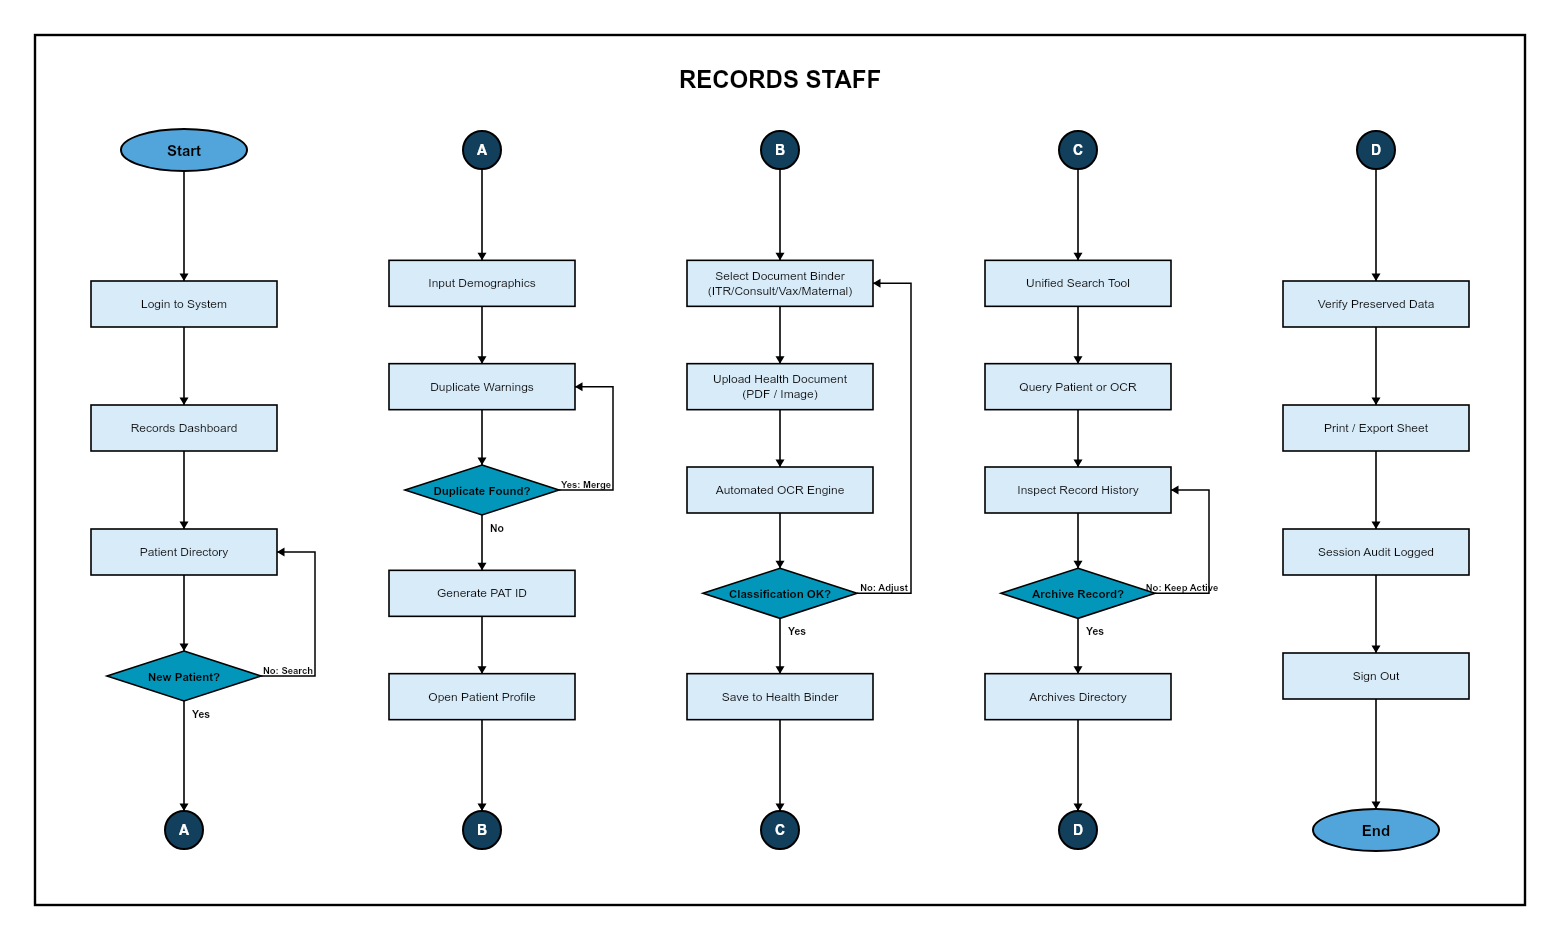 RECORDS STAFF
Start
Login to System
Records Dashboard
Patient Directory
New Patient?
No: Search
Yes
A
A
Input Demographics
Duplicate Warnings
Duplicate Found?
Yes: Merge
No
Generate PAT ID
Open Patient Profile
B
B
Select Document Binder
(ITR/Consult/Vax/Maternal)
Upload Health Document
(PDF / Image)
Automated OCR Engine
Classification OK?
No: Adjust
Yes
Save to Health Binder
C
C
Unified Search Tool
Query Patient or OCR
Inspect Record History
Archive Record?
No: Keep Active
Yes
Archives Directory
D
D
Verify Preserved Data
Print / Export Sheet
Session Audit Logged
Sign Out
End